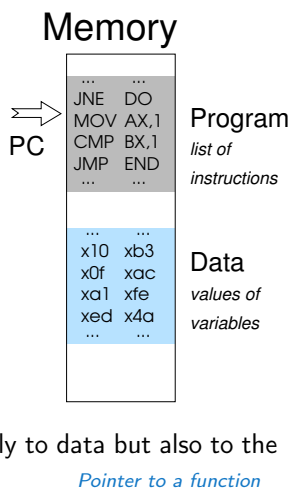 Memory
... ...
JNE DO
MOV AX,1
CMP BX,1
JMP END
... ...
PC
Program
list of
instructions
... ...
x10 xb3
x0f xac
xa1 xfe
xed x4a
... ...
Data
values of
variables
ly to data but also to the
Pointer to a function